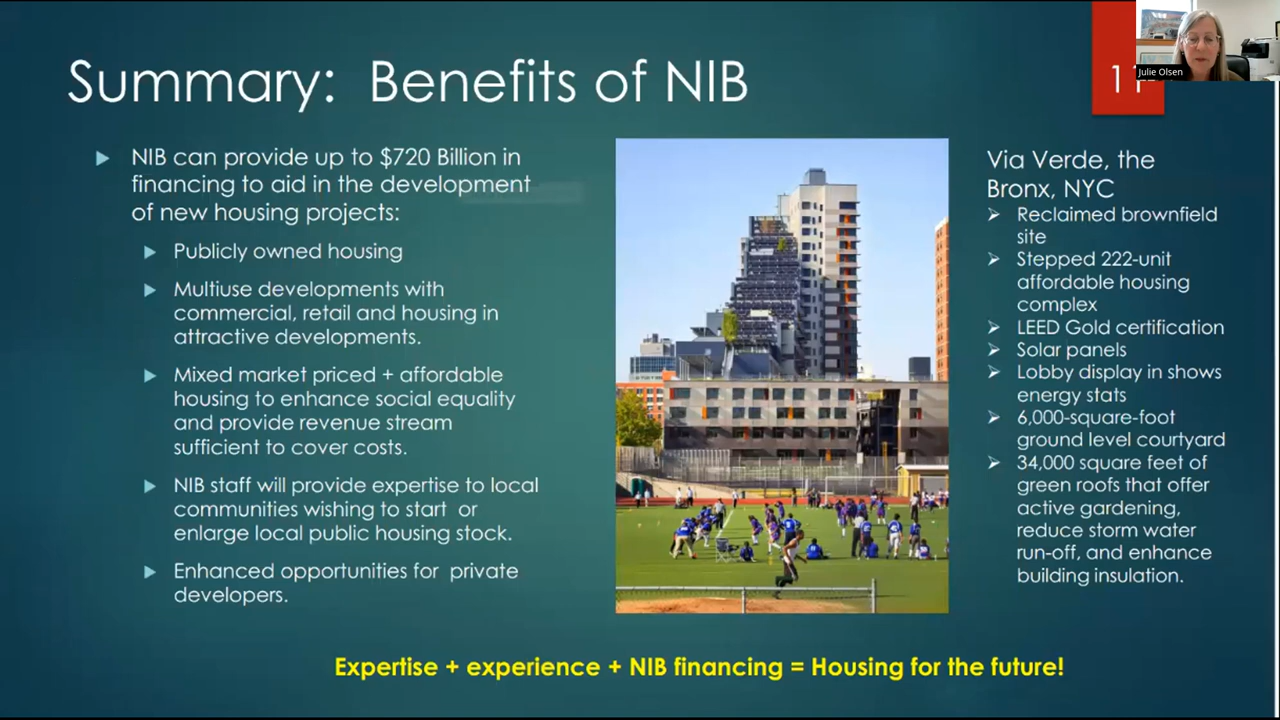 Summary:  Benefits of NIB
Julie Olsen
NIB can provide up to $720 Billion in
financing to aid in the development
of new housing projects:
Publicly owned housing
Multiuse developments with
commercial, retail and housing in
attractive developments.
Mixed market priced + affordable
housing to enhance social equality
and provide revenue stream
sufficient to cover costs.
NIB staff will provide expertise to local
communities wishing to start  or
enlarge local public housing stock.
Enhanced opportunities for  private
developers.
Via Verde, the
Bronx, NYC
Reclaimed brownfield
site
Stepped 222-unit
affordable housing
complex
LEED Gold certification
Solar panels
Lobby display in shows
energy stats
6,000-square-foot
ground level courtyard
34,000 square feet of
green roofs that offer
active gardening,
reduce storm water
run-off, and enhance
building insulation.
Expertise + experience + NIB financing = Housing for the future!